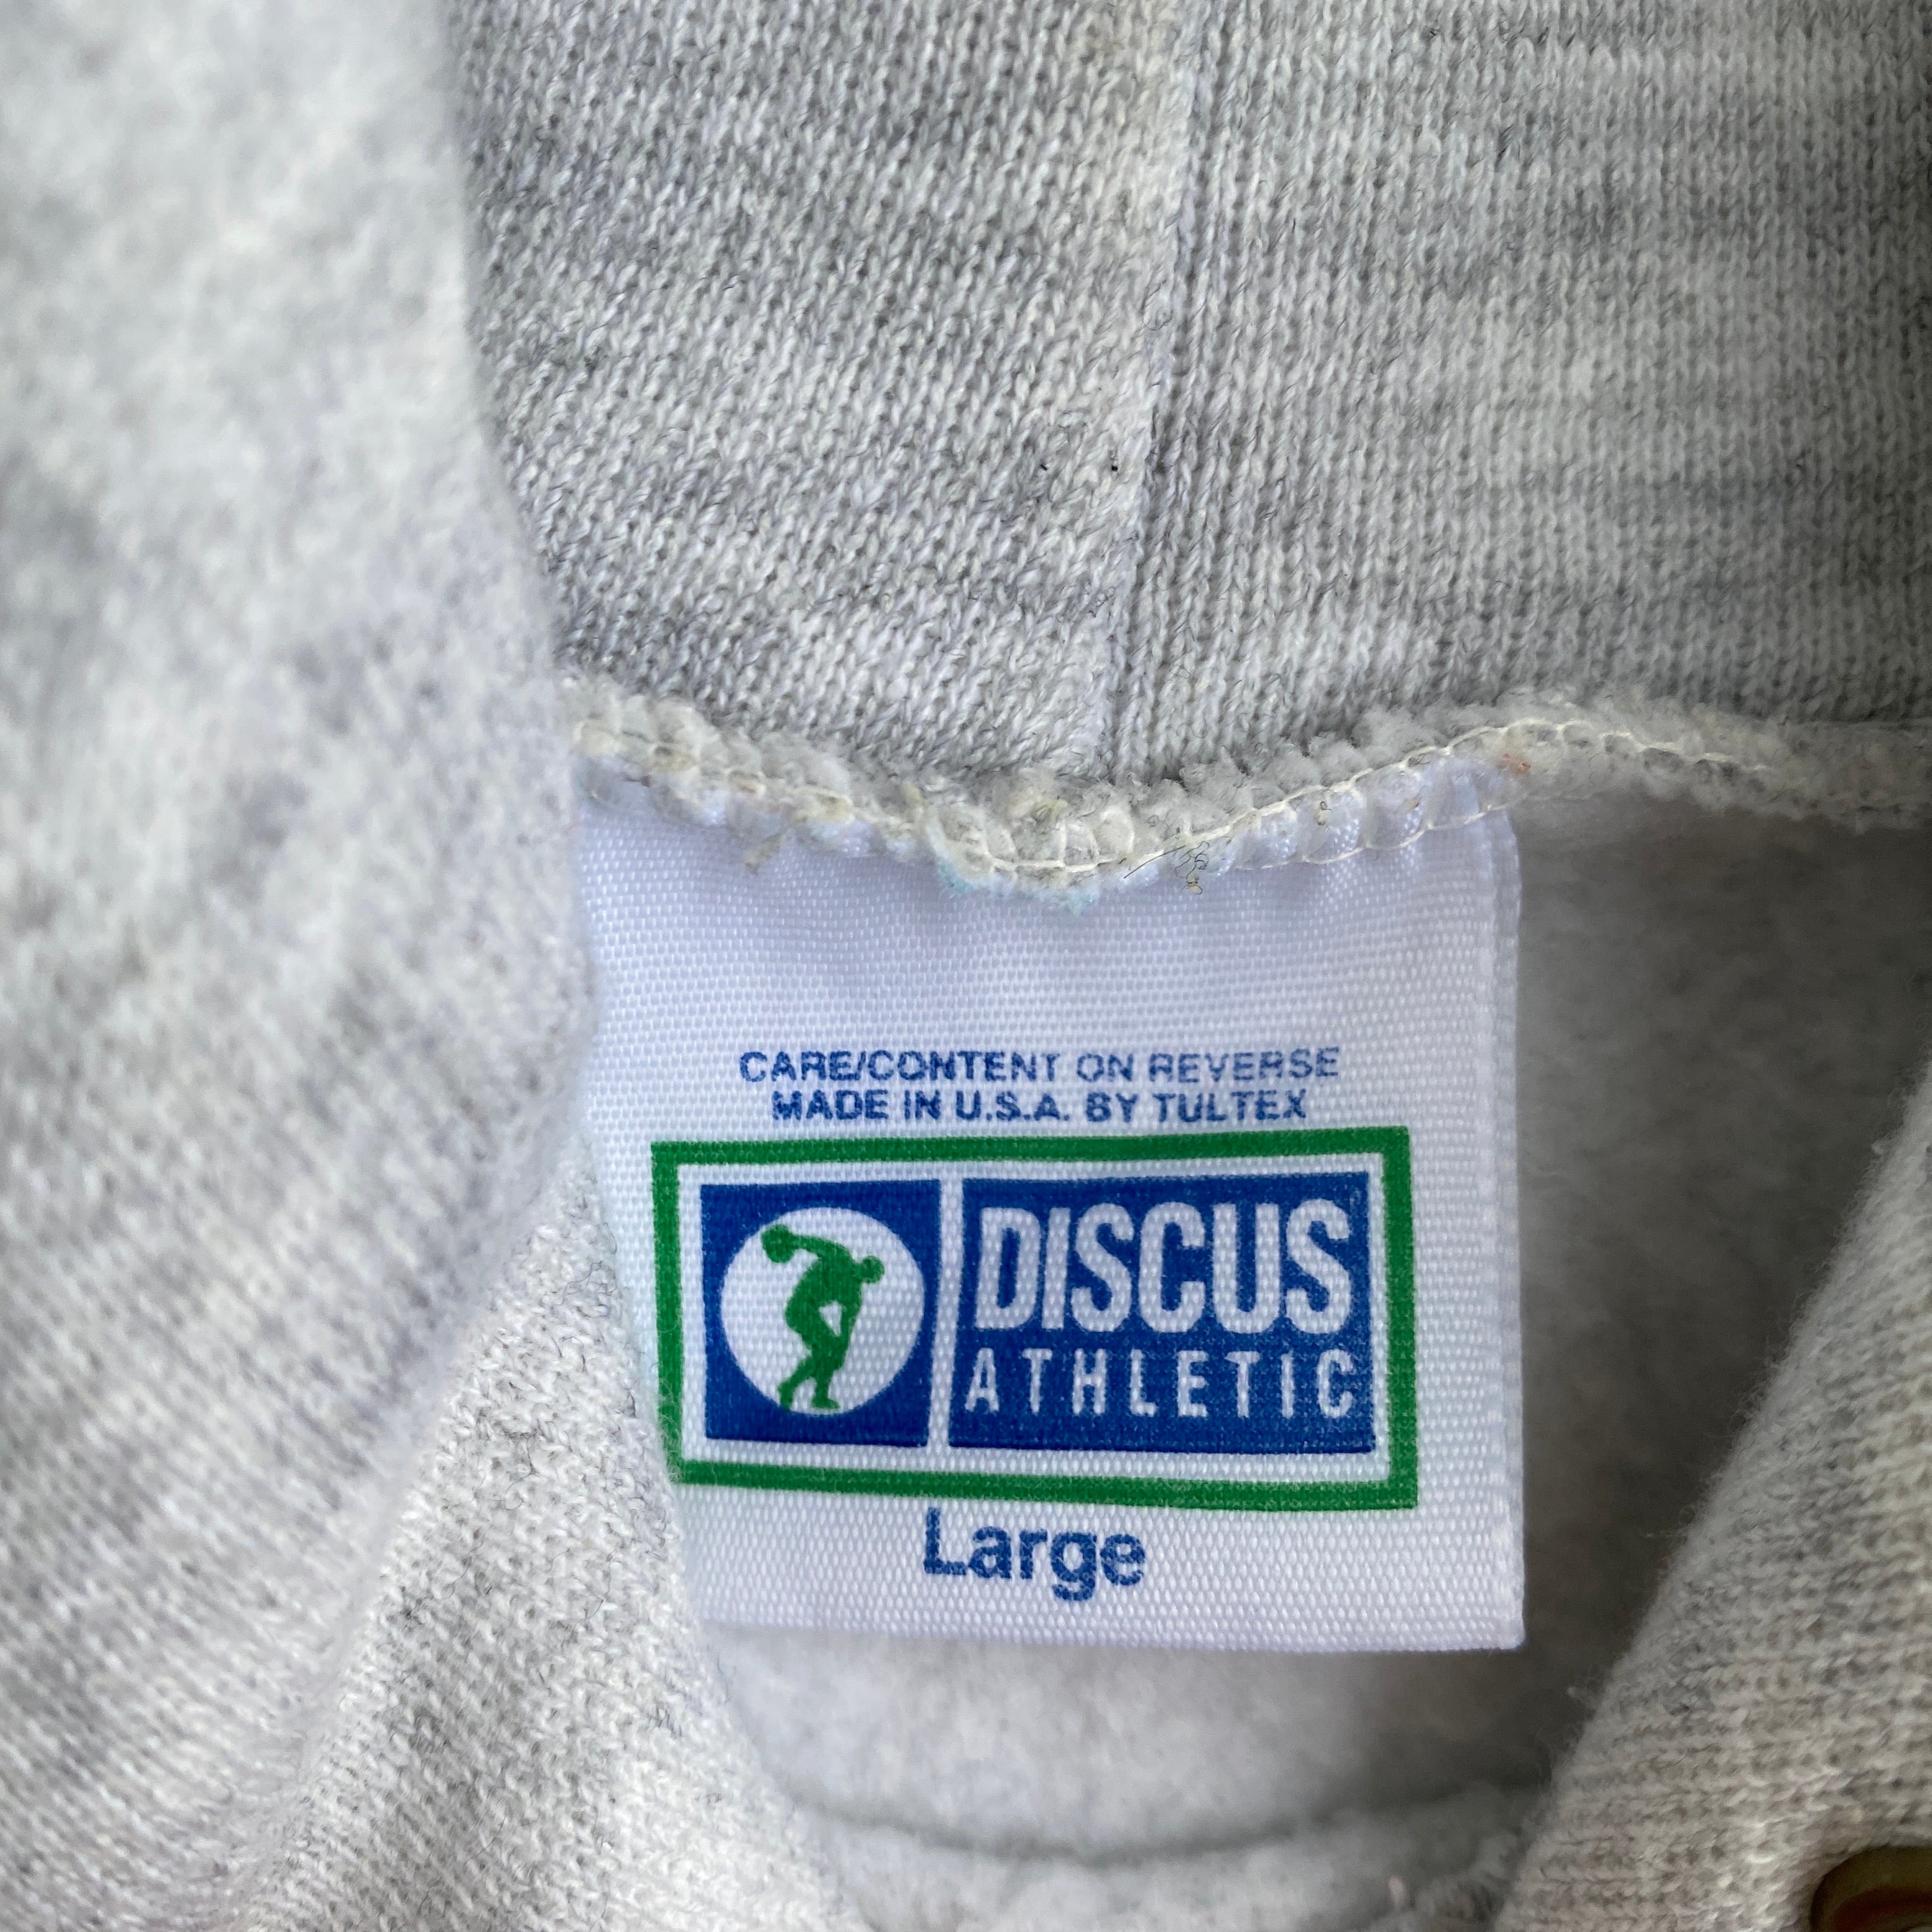 CARE/CONTENT ON REVERSE
MADE IN U.S.A. BY TULTEX
DISCUS
ATHLETIC
Large